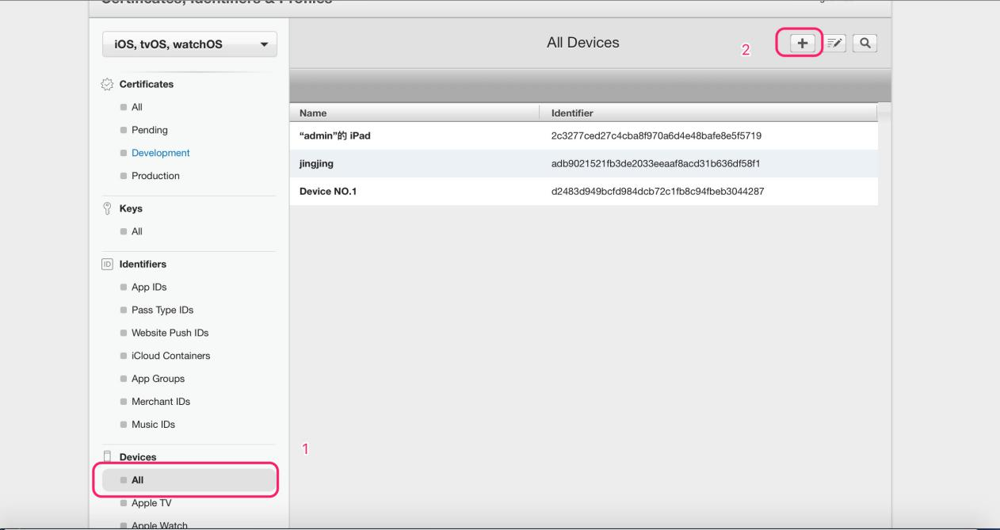 Certificates, Identifiers & Profiles
iOS, tvOS, watchOS
All Devices
2
Certificates
All
Pending
Development
Production
Keys
All
Identifiers
App IDs
Pass Type IDs
Website Push IDs
iCloud Containers
App Groups
Merchant IDs
Music IDs
Devices
All
Apple TV
Apple Watch
Name Identifier
“admin”的 iPad 2c3277ced27c4cba8f970a6d4e48bafe8e5f5719
jingjing adb9021521fb3de2033eeaaf8acd31b636df58f1
Device NO.1 d2483d949bcfd984dcb72c1fb8c94fbeb3044287
1